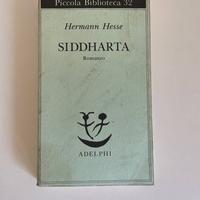 Piccola Biblioteca 32
Hermann Hesse
SIDDHARTA
Romanzo
ADELPHI